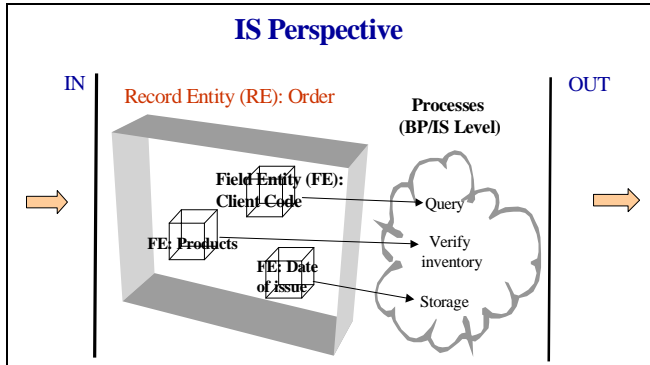 IS Perspective
IN
OUT
Record Entity (RE): Order
Processes
(BP/IS Level)
Field Entity (FE):
Client Code
Query
FE: Products
Verify
inventory
FE: Date
of issue
Storage